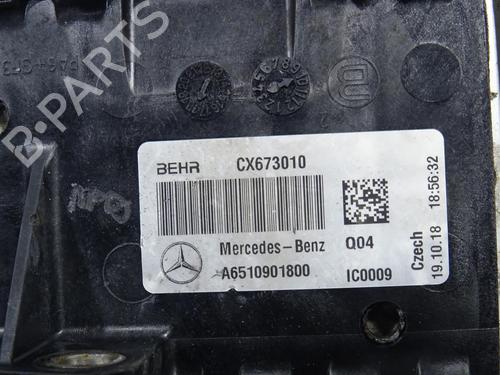 BEHR CX673010
Mercedes-Benz Q04
A6510901800 IC0009
Czech
19.10.18 18:56:32
B-PARTS